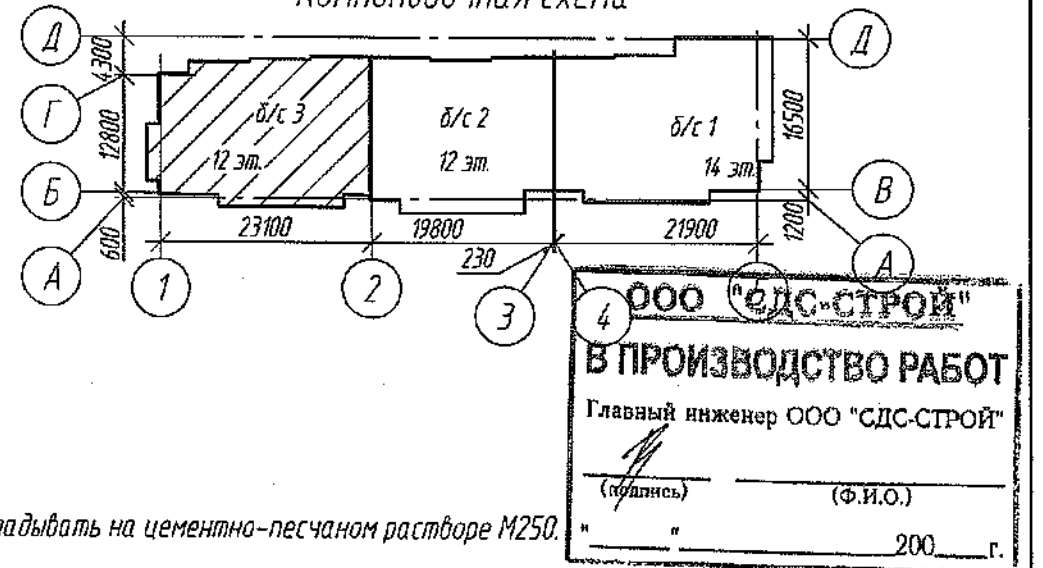 схема
Д
Д
4300
Г
б/с 3
б/с 2
б/с 1
12800
16500
12 эт.
12 эт.
14 эт.
Б
В
600
23100
19800
21900
1200
А
1
2
230
3
4
А
ООО "СДС-СТРОЙ"
В ПРОИЗВОДСТВО РАБОТ
Главный инженер ООО "СДС-СТРОЙ"
(подпись) (Ф.И.О.)
" " 200 г.
на цементно-песчаном растворе М250.